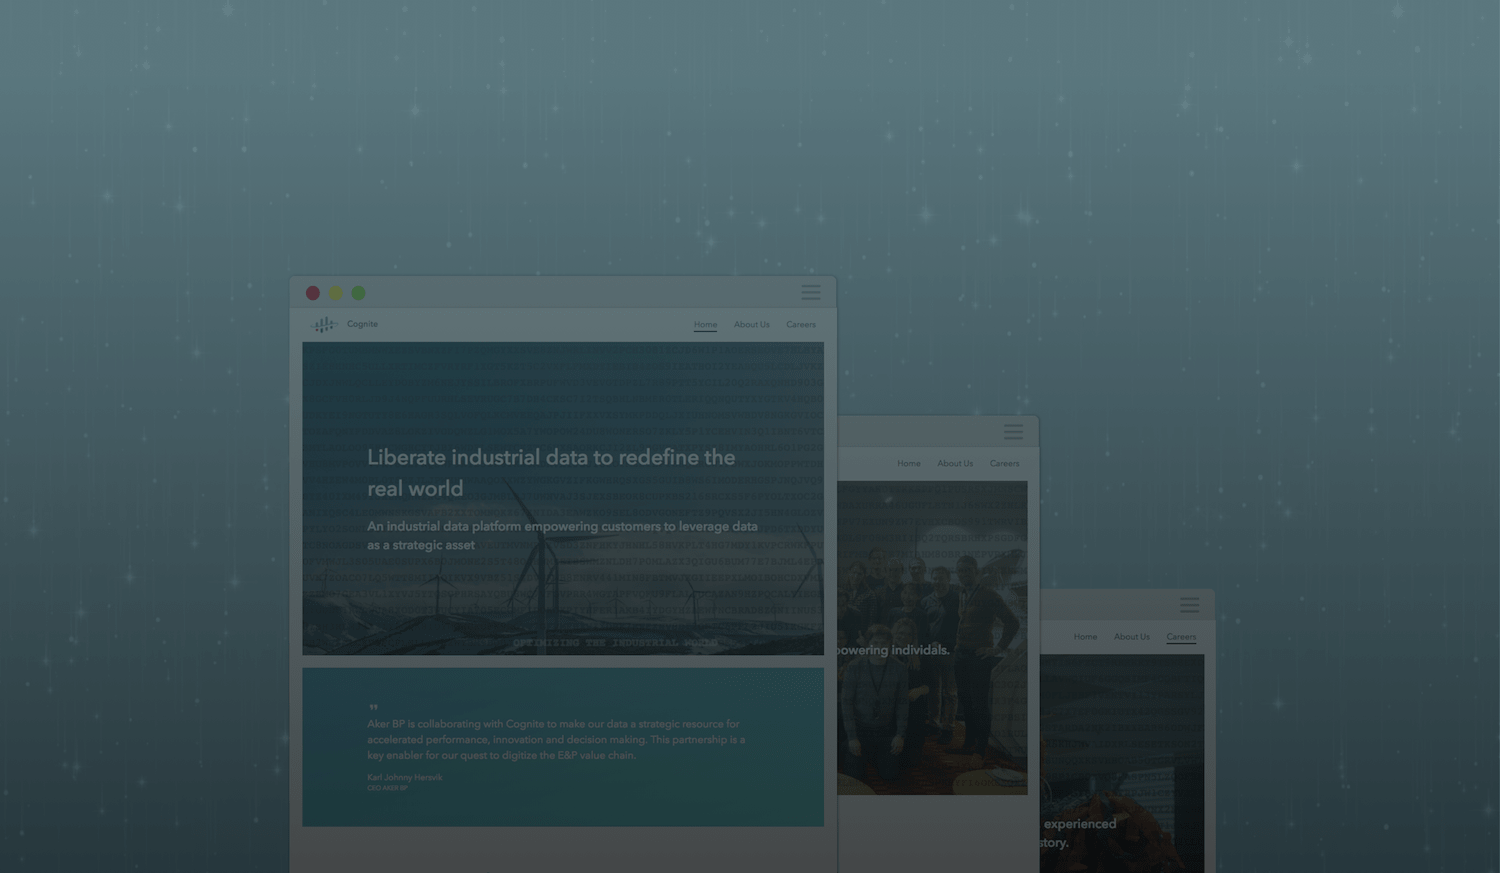 Cognite
Home About Us Careers
Liberate industrial data to redefine the
real world
An industrial data platform empowering customers to leverage data
as a strategic asset
OPTIMISING THE INDUSTRIAL WORLD
"
Aker BP is collaborating with Cognite to make our data a strategic resource for
accelerated performance, innovation and decision making. This partnership is a
key enabler for our quest to digitize the E&P value chain.
Karl Johnny Hersvik
CEO AKER BP
Home About Us Careers
powering individals.
Home About Us Careers
experienced
story.